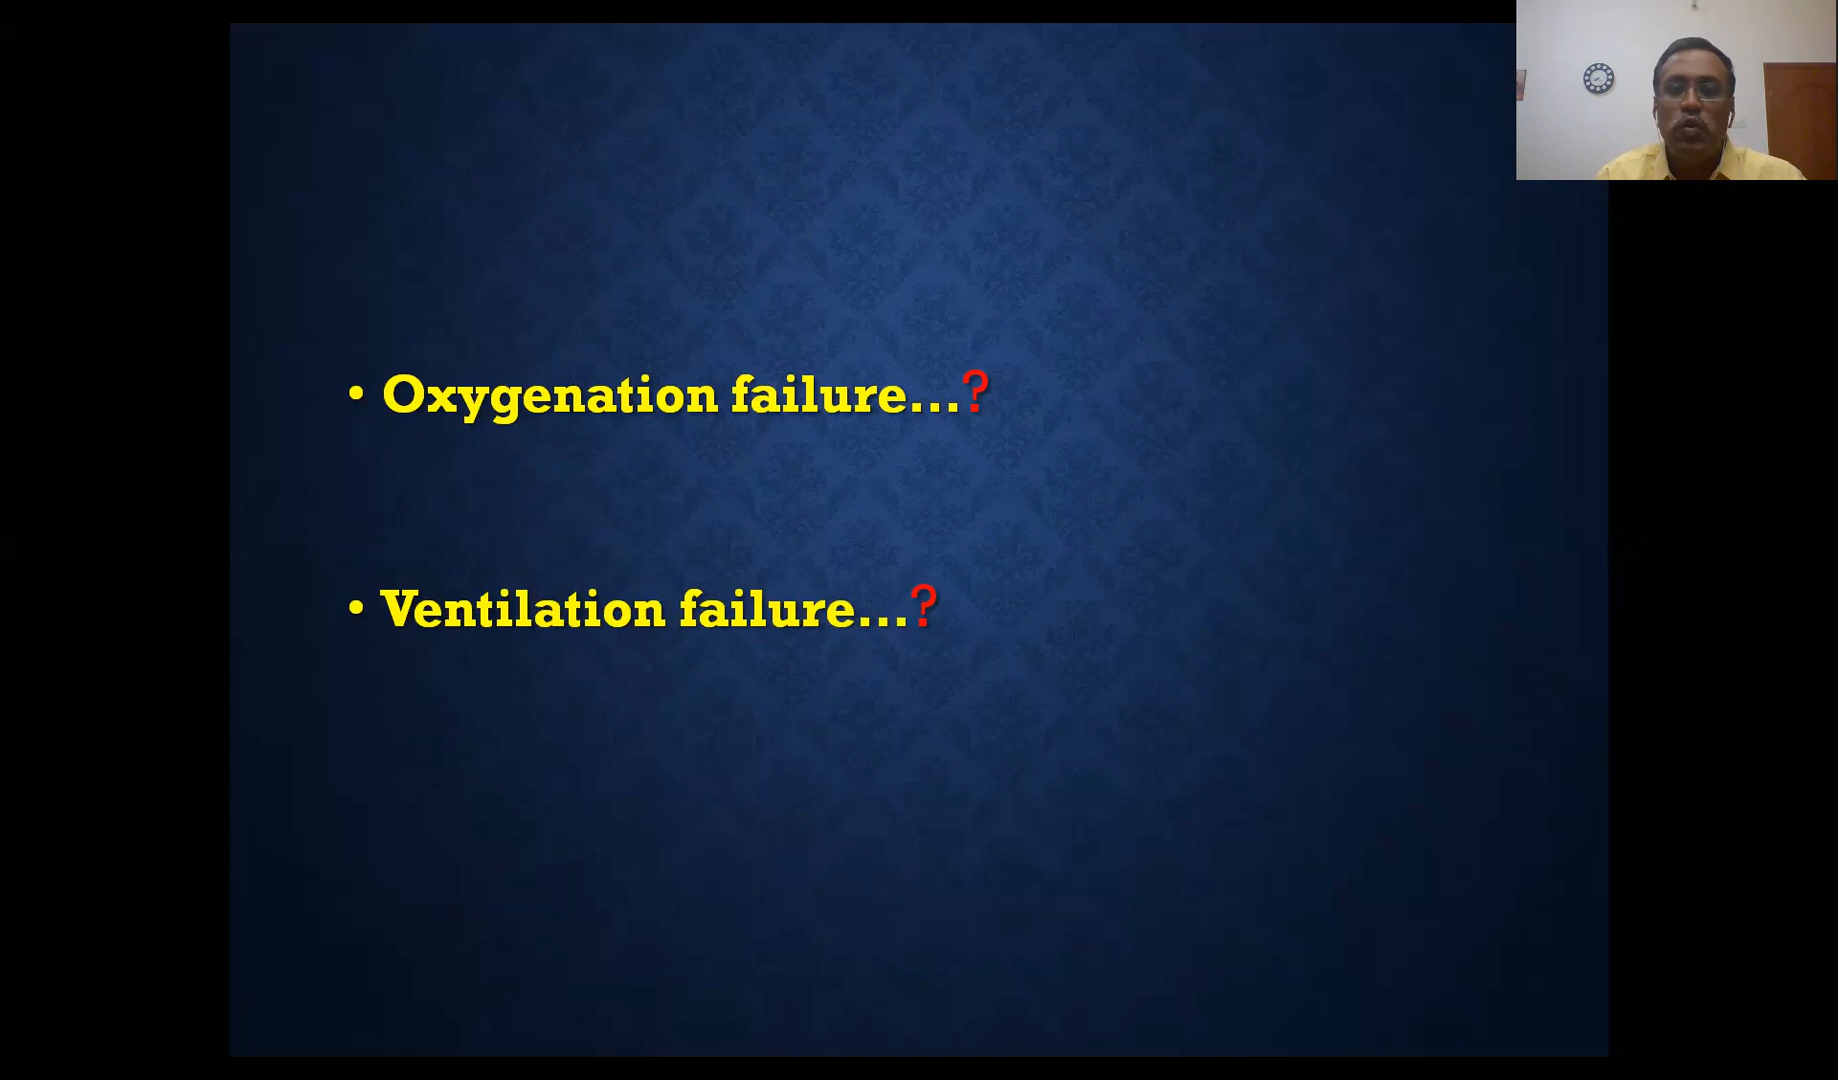 • Oxygenation failure...?
• Ventilation failure...?